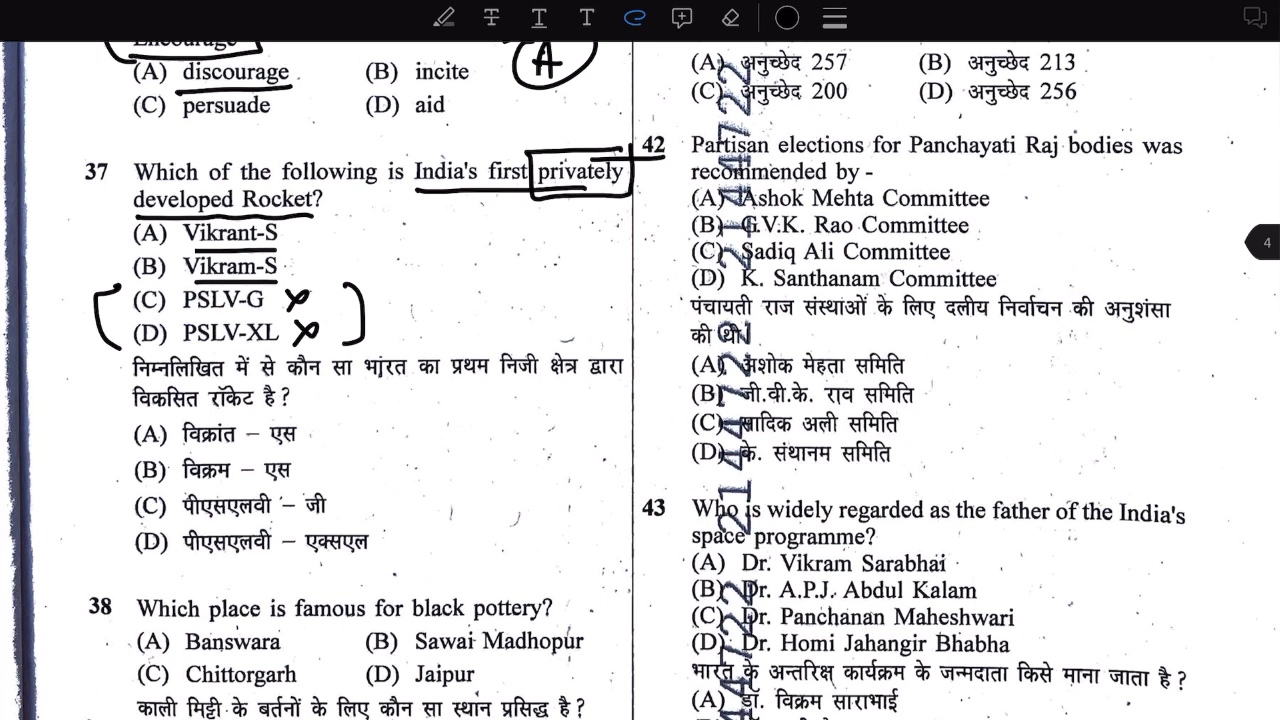 Encourage
(A) discourage (B) incite
(C) persuade (D) aid
A
37 Which of the following is India's first privately
developed Rocket?
(A) Vikrant-S
(B) Vikram-S
(C) PSLV-G
(D) PSLV-XL
निम्नलिखित में से कौन सा भारत का प्रथम निजी क्षेत्र द्वारा
विकसित रॉकेट है ?
(A) विक्रांत – एस
(B) विक्रम – एस
(C) पीएसएलवी – जी
(D) पीएसएलवी – एक्सएल
38 Which place is famous for black pottery?
(A) Banswara (B) Sawai Madhopur
(C) Chittorgarh (D) Jaipur
काली मिट्टी के बर्तनों के लिए कौन सा स्थान प्रसिद्ध है ?
(A) अनुच्छेद 257 (B) अनुच्छेद 213
(C) अनुच्छेद 200 (D) अनुच्छेद 256
42 Partisan elections for Panchayati Raj bodies was
recommended by -
(A) Ashok Mehta Committee
(B) G.V.K. Rao Committee
(C) Sadiq Ali Committee
(D) K. Santhanam Committee
पंचायती राज संस्थाओं के लिए दलीय निर्वाचन की अनुशंसा
की थी
(A) अशोक मेहता समिति
(B) जी.वी.के. राव समिति
(C) सादिक अली समिति
(D) के. संथानम समिति
43 Who is widely regarded as the father of the India's
space programme?
(A) Dr. Vikram Sarabhai
(B) Dr. A.P.J. Abdul Kalam
(C) Dr. Panchanan Maheshwari
(D) Dr. Homi Jahangir Bhabha
भारत के अन्तरिक्ष कार्यक्रम के जन्मदाता किसे माना जाता है ?
(A) डॉ. विक्रम साराभाई
2144722
2144722
44722
4